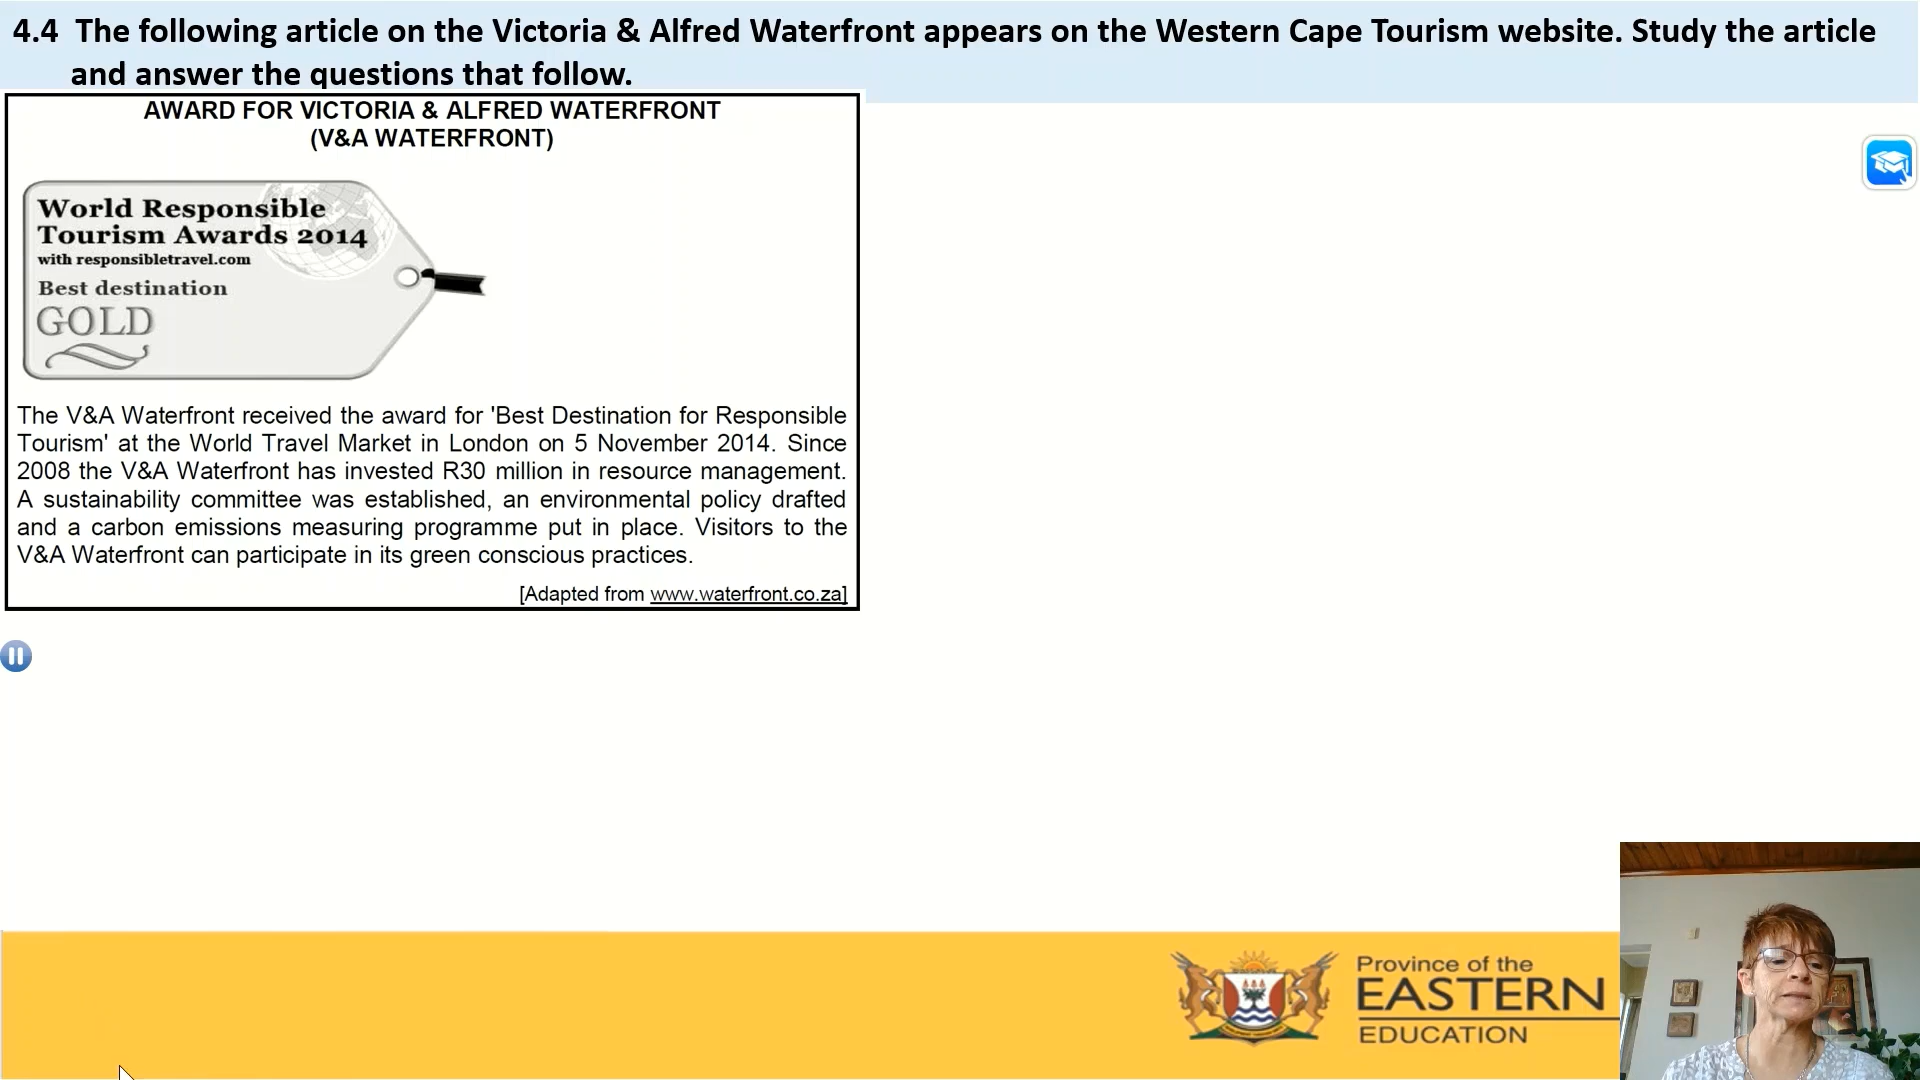 4.4 The following article on the Victoria & Alfred Waterfront appears on the Western Cape Tourism website. Study the article
and answer the questions that follow.
AWARD FOR VICTORIA & ALFRED WATERFRONT
(V&A WATERFRONT)
World Responsible
Tourism Awards 2014
with responsibletravel.com
Best destination
GOLD
The V&A Waterfront received the award for 'Best Destination for Responsible
Tourism' at the World Travel Market in London on 5 November 2014. Since
2008 the V&A Waterfront has invested R30 million in resource management.
A sustainability committee was established, an environmental policy drafted
and a carbon emissions measuring programme put in place. Visitors to the
V&A Waterfront can participate in its green conscious practices.
[Adapted from www.waterfront.co.za]
Province of the
EASTERN
EDUCATION